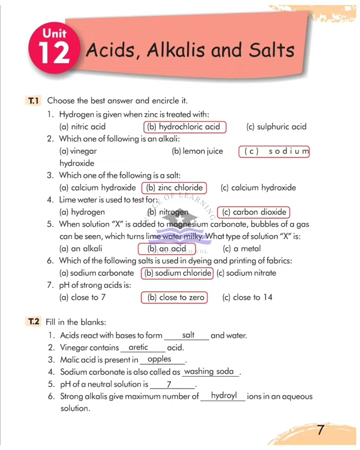 Unit
12
Acids, Alkalis and Salts
T.1 Choose the best answer and encircle it.
1. Hydrogen is given when zinc is treated with:
(a) nitric acid (b) hydrochloric acid (c) sulphuric acid
2. Which one of following is an alkali:
(a) vinegar (b) lemon juice (c) sodium
hydroxide
3. Which one of the following is a salt:
(a) calcium hydroxide (b) zinc chloride (c) calcium hydroxide
4. Lime water is used to test for:
(a) hydrogen (b) nitrogen (c) carbon dioxide
5. When solution "X" is added to magnesium carbonate, bubbles of a gas
can be seen, which turns lime water milky. What type of solution "X" is:
(a) an alkali (b) an acid (c) a metal
6. Which of the following salts is used in dyeing and printing of fabrics:
(a) sodium carbonate (b) sodium chloride (c) sodium nitrate
7. pH of strong acids is:
(a) close to 7 (b) close to zero (c) close to 14
T.2 Fill in the blanks:
1. Acids react with bases to form salt and water.
2. Vinegar contains aretic acid.
3. Malic acid is present in opples.
4. Sodium carbonate is also called as washing soda.
5. pH of a neutral solution is 7.
6. Strong alkalis give maximum number of hydroyl ions in an aqueous
solution.
7